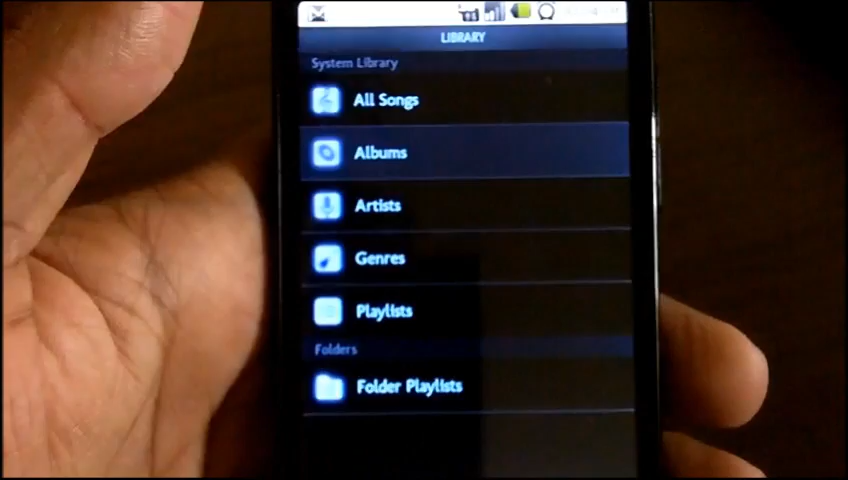 LIBRARY
System Library
All Songs
Albums
Artists
Genres
Playlists
Folders
Folder Playlists